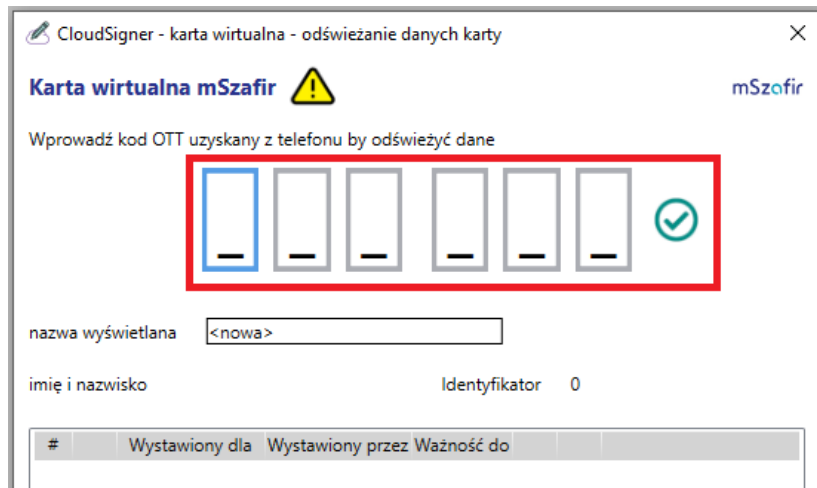 CloudSigner - karta wirtualna - odświeżanie danych karty
Karta wirtualna mSzafir
mSzafir
Wprowadź kod OTT uzyskany z telefonu by odświeżyć dane
_ _ _ _ _ _
nazwa wyświetlana <nowa>
imię i nazwisko Identyfikator 0
# Wystawiony dla Wystawiony przez Ważność do